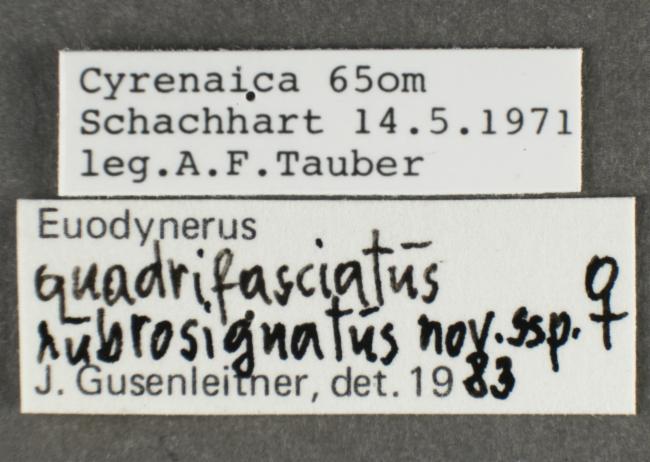 Cyrenaica 65om
Schachhart 14.5.1971
leg.A.F.Tauber
Euodynerus
quadrifasciatus
rubrosignatus nov. ssp. ♀
J. Gusenleitner, det. 1983